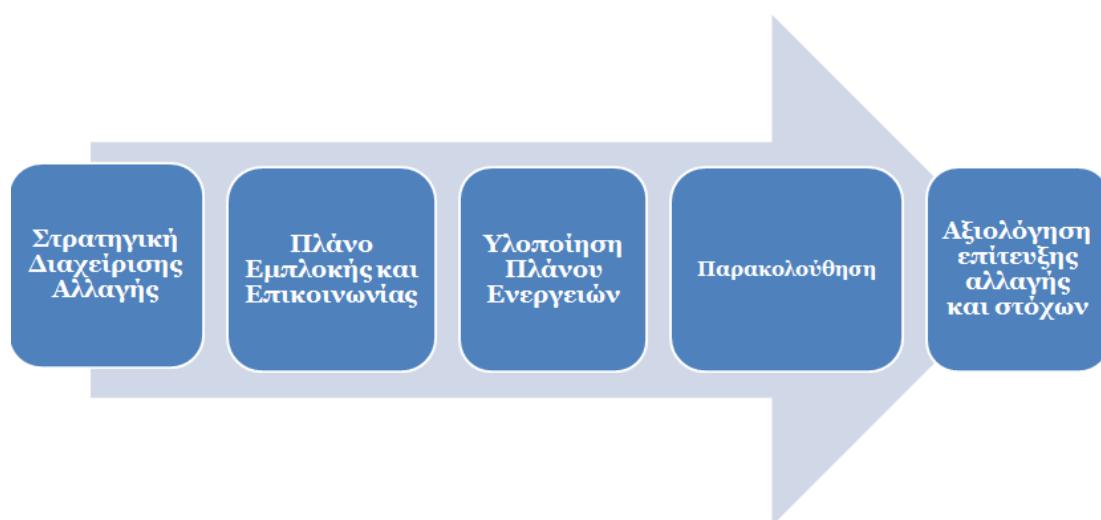 Στρατηγική
Διαχείρισης
Αλλαγής
Πλάνο
Εμπλοκής και
Επικοινωνίας
Υλοποίηση
Πλάνου
Ενεργειών
Παρακολούθηση
Αξιολόγηση
επίτευξης
αλλαγής
και στόχων